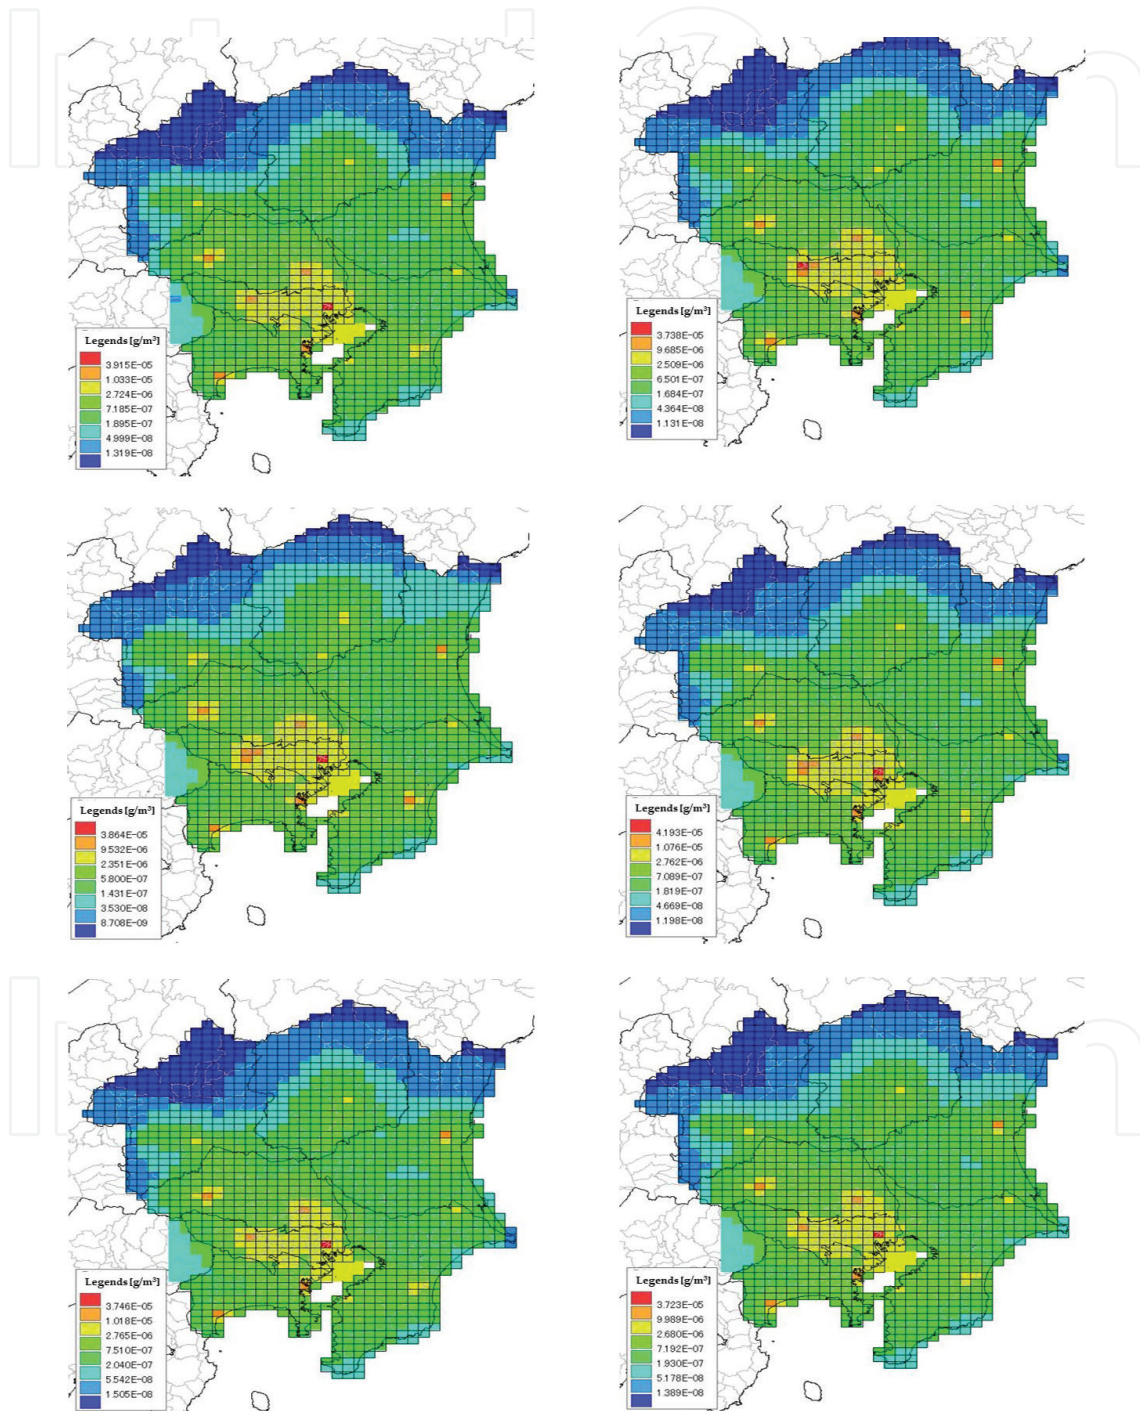 Legends [g/m³]
3.915E-05
1.033E-05
2.724E-06
7.185E-07
1.895E-07
4.999E-08
1.319E-08
Legends [g/m³]
3.738E-05
9.685E-06
2.509E-06
6.501E-07
1.684E-07
4.364E-08
1.131E-08
Legends [g/m³]
3.864E-05
9.532E-06
2.351E-06
5.800E-07
1.431E-07
3.530E-08
8.708E-09
Legends [g/m³]
4.193E-05
1.076E-05
2.762E-06
7.089E-07
1.819E-07
4.669E-08
1.198E-08
Legends [g/m³]
3.746E-05
1.018E-05
2.765E-06
7.510E-07
2.040E-07
5.542E-08
1.505E-08
Legends [g/m³]
3.723E-05
9.989E-06
2.680E-06
7.192E-07
1.930E-07
5.178E-08
1.389E-08